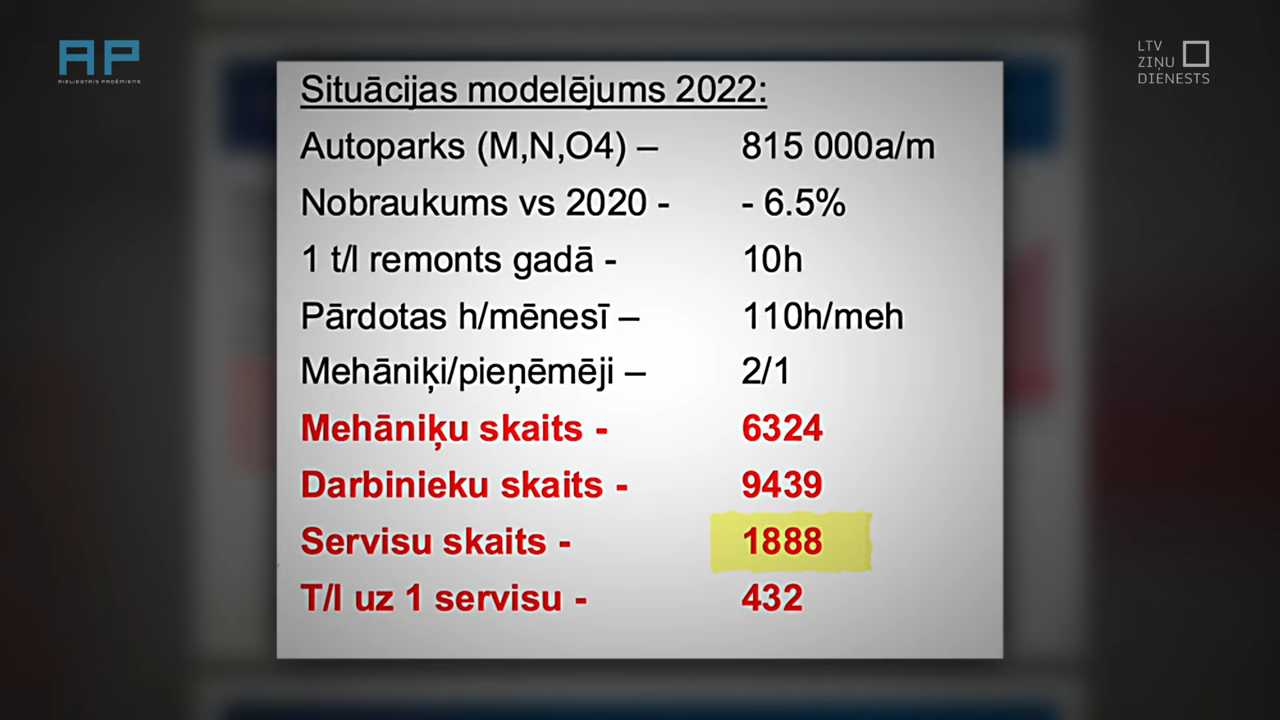 AP
AIZLIEGTAIS PAŅĒMIENS
LTV
ZIŅU
DIENESTS
Situācijas modelējums 2022:
Autoparks (M,N,O4) – 815 000a/m
Nobraukums vs 2020 - - 6.5%
1 t/l remonts gadā - 10h
Pārdotas h/mēnesī – 110h/meh
Mehāniķi/pieņēmēji – 2/1
Mehāniķu skaits - 6324
Darbinieku skaits - 9439
Servisu skaits - 1888
T/l uz 1 servisu - 432